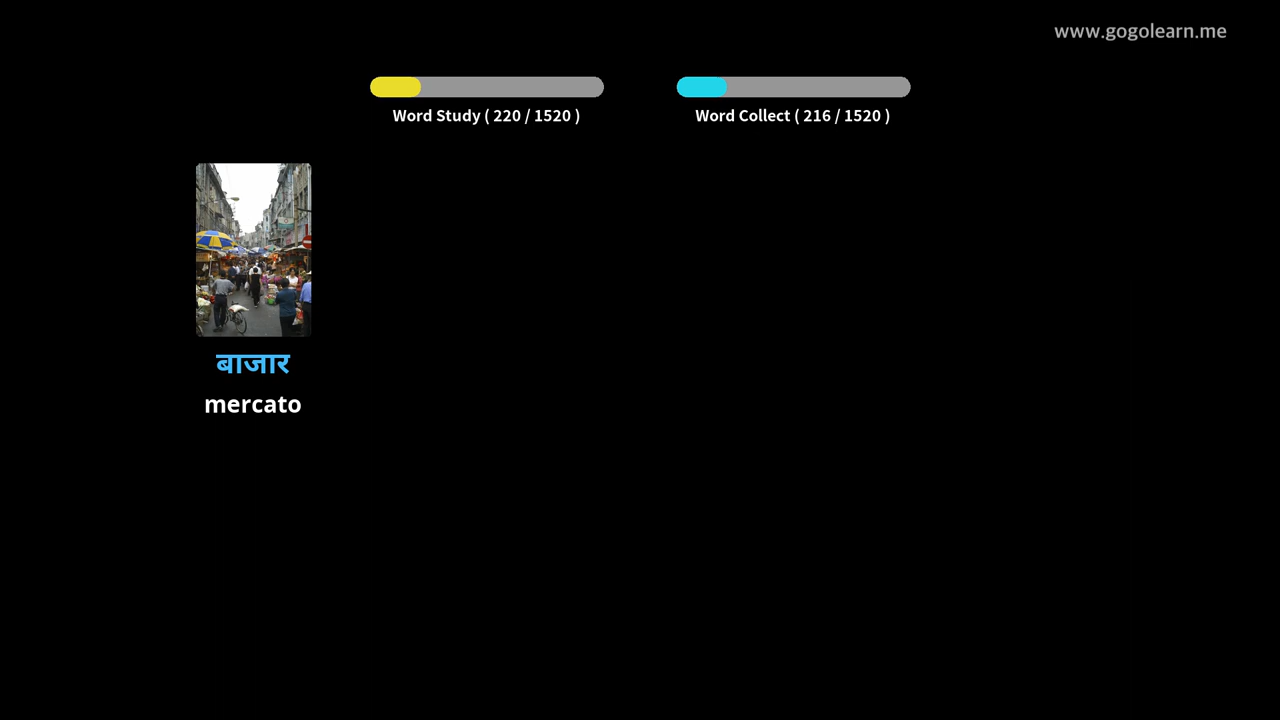 www.gogolearn.me
Word Study ( 220 / 1520 )
Word Collect ( 216 / 1520 )
बाजार
mercato